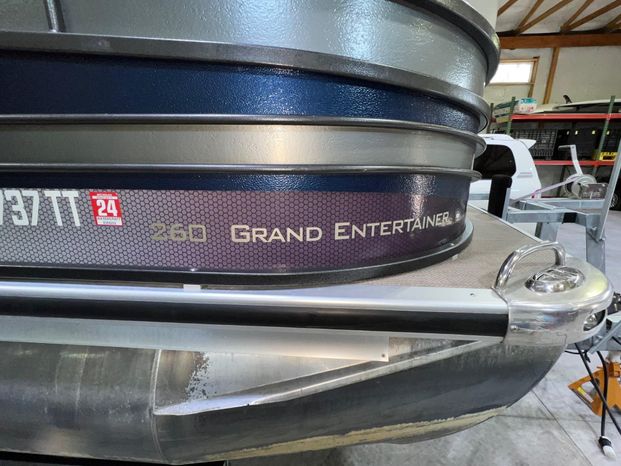 737 TT
24
260 GRAND ENTERTAINER